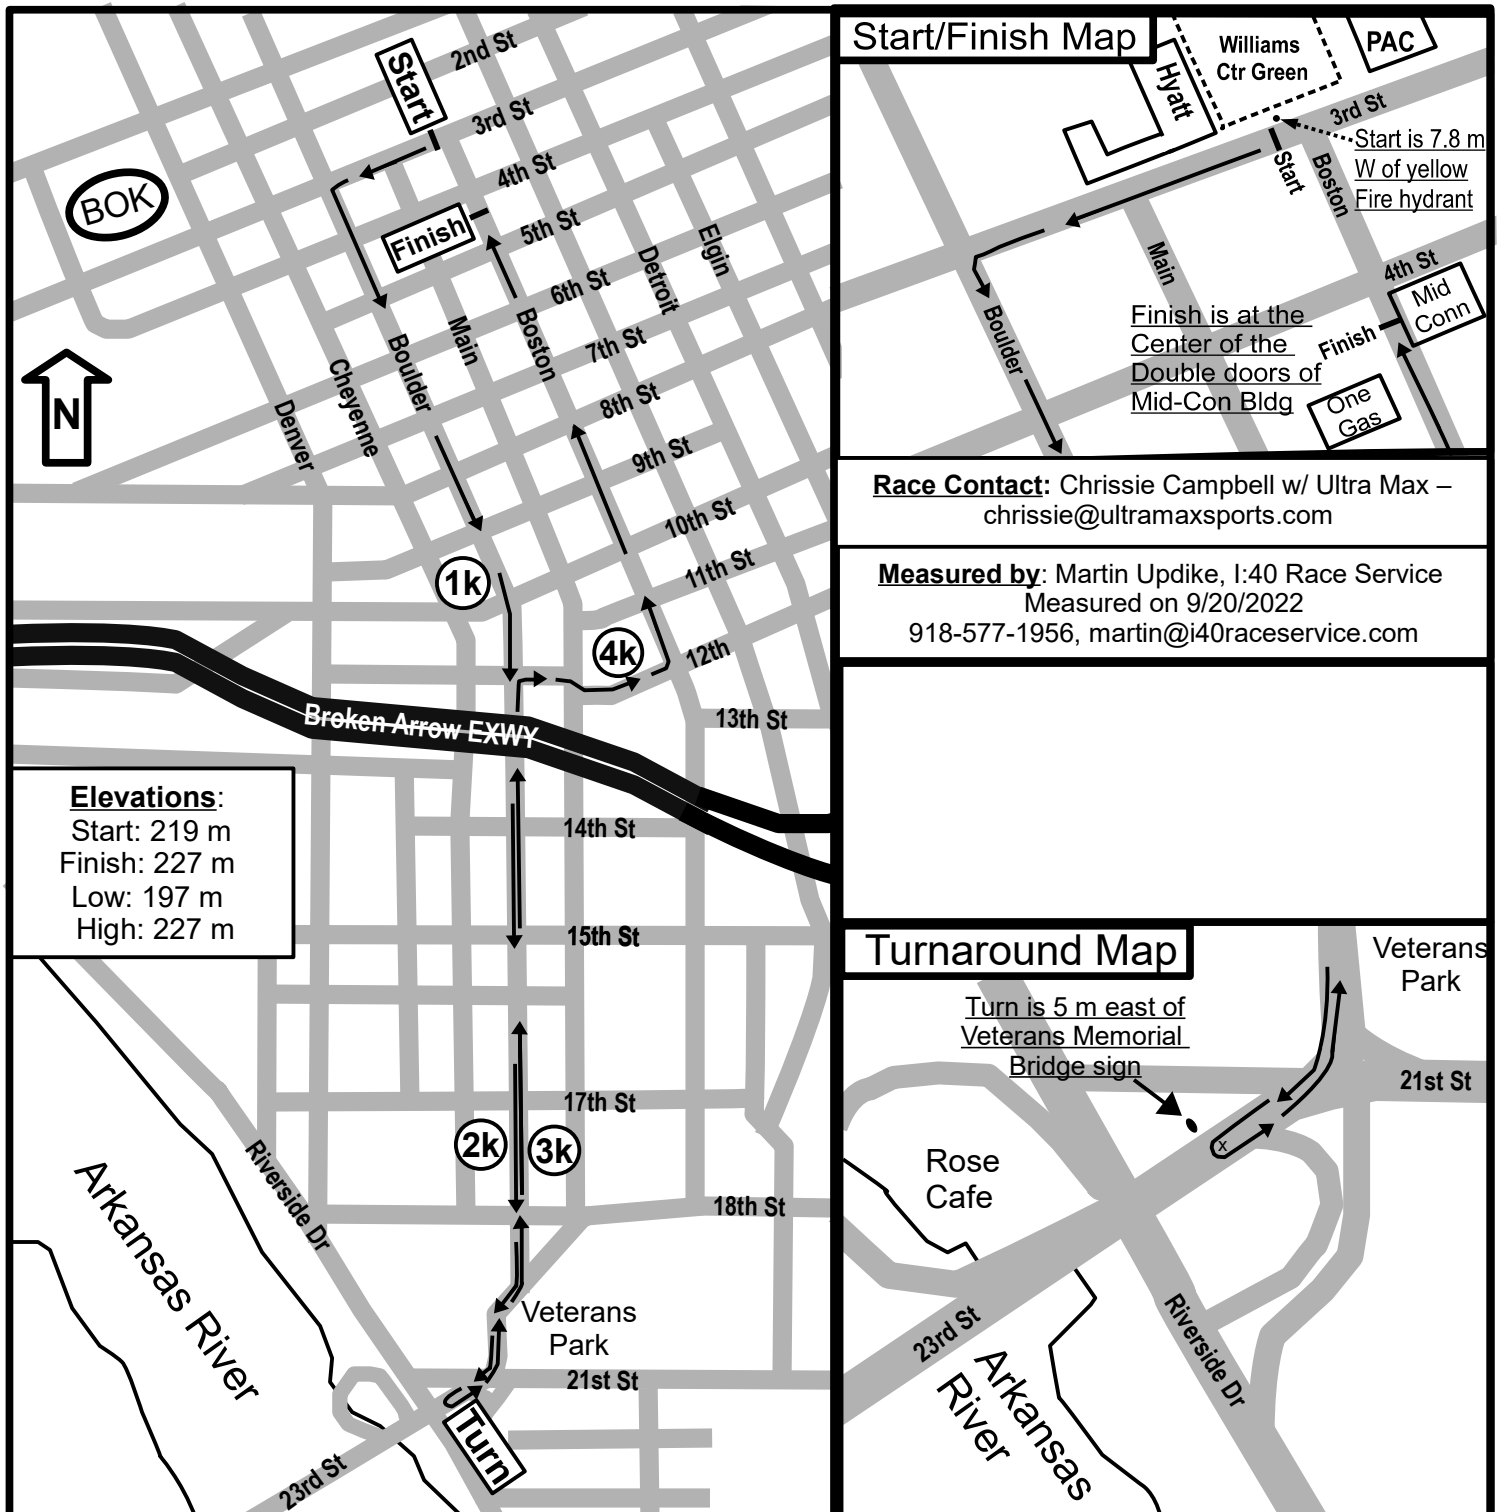 2nd St
Start
3rd St
4th St
BOK
Finish
5th St
Elgin
Detroit
6th St
Boston
Main
7th St
Boulder
Cheyenne
N
8th St
Denver
9th St
10th St
11th St
1k
4k
12th
13th St
Broken Arrow EXWY
Elevations:
Start: 219 m
Finish: 227 m
Low: 197 m
High: 227 m
14th St
15th St
17th St
2k
3k
Riverside Dr
18th St
Arkansas River
Veterans
Park
21st St
U
Turn
23rd St
Start/Finish Map
Williams
Ctr Green
PAC
Hyatt
3rd St
Start is 7.8 m
W of yellow
Fire hydrant
Start
Boston
Main
4th St
Mid
Conn
Boulder
Finish is at the
Center of the
Double doors of
Mid-Con Bldg
Finish
One
Gas
Race Contact: Chrissie Campbell w/ Ultra Max –
chrissie@ultramaxsports.com
Measured by: Martin Updike, I:40 Race Service
Measured on 9/20/2022
918-577-1956, martin@i40raceservice.com
Turnaround Map
Veterans
Park
Turn is 5 m east of
Veterans Memorial
Bridge sign
21st St
x
Rose
Cafe
23rd St
Riverside Dr
Arkansas
River